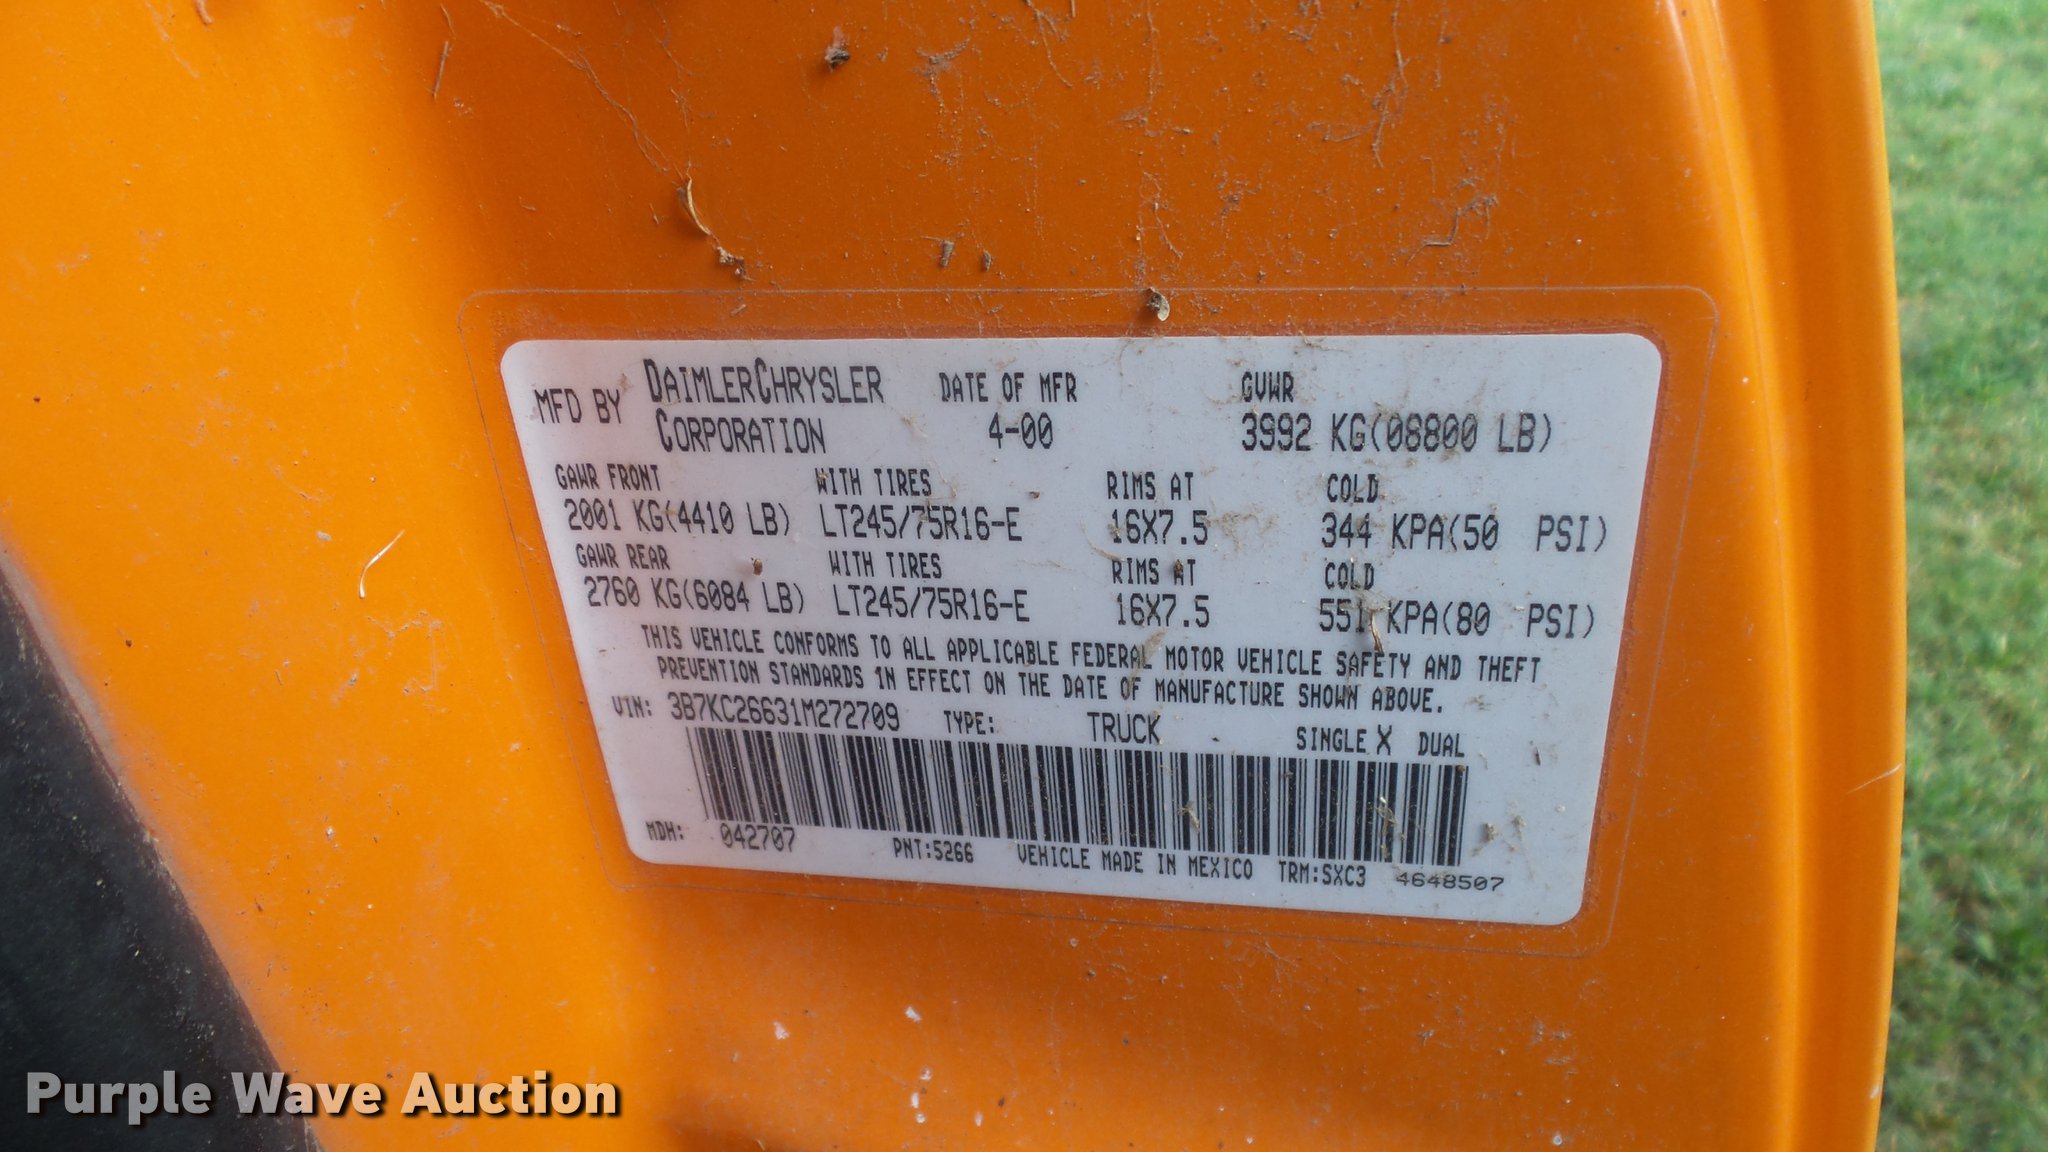 MFD BY DAIMLERCHRYSLER CORPORATION DATE OF MFR 4-00 GVWR 3992 KG(08800 LB)
GAWR FRONT WITH TIRES RIMS AT COLD
2001 KG(4410 LB) LT245/75R16-E 16X7.5 344 KPA(50 PSI)
GAWR REAR WITH TIRES RIMS AT COLD
2760 KG(6084 LB) LT245/75R16-E 16X7.5 551 KPA(80 PSI)
THIS VEHICLE CONFORMS TO ALL APPLICABLE FEDERAL MOTOR VEHICLE SAFETY AND THEFT
PREVENTION STANDARDS IN EFFECT ON THE DATE OF MANUFACTURE SHOWN ABOVE.
VIN: 3B7KC26631M272709 TYPE: TRUCK SINGLE X DUAL
MDH: 042707 PNT:5266 VEHICLE MADE IN MEXICO TRM:SXC3 4648507
Purple Wave Auction